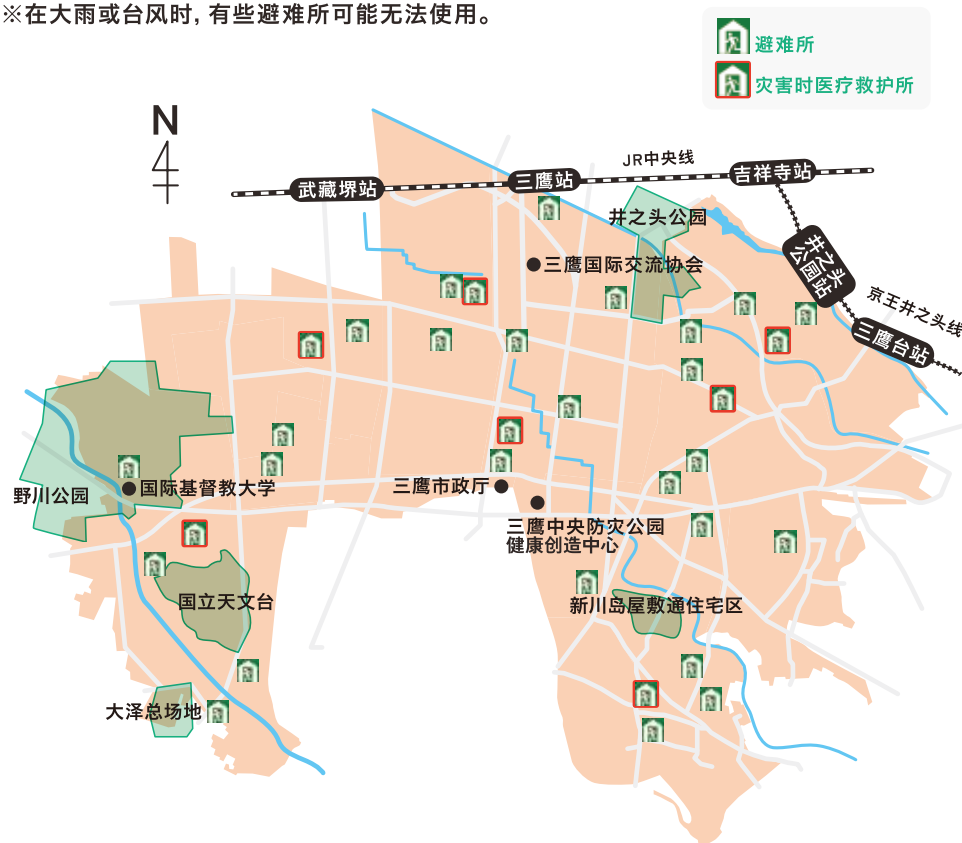 ※在大雨或台风时，有些避难所可能无法使用。
避难所
灾害时医疗救护所
N
JR中央线
武藏堺站
三鹰站
吉祥寺站
井之头公园
井之头
公园站
三鹰国际交流协会
京王井之头线
三鹰台站
野川公园
国际基督教大学
三鹰市政厅
三鹰中央防灾公园
健康创造中心
国立天文台
新川岛屋敷通住宅区
大泽总场地